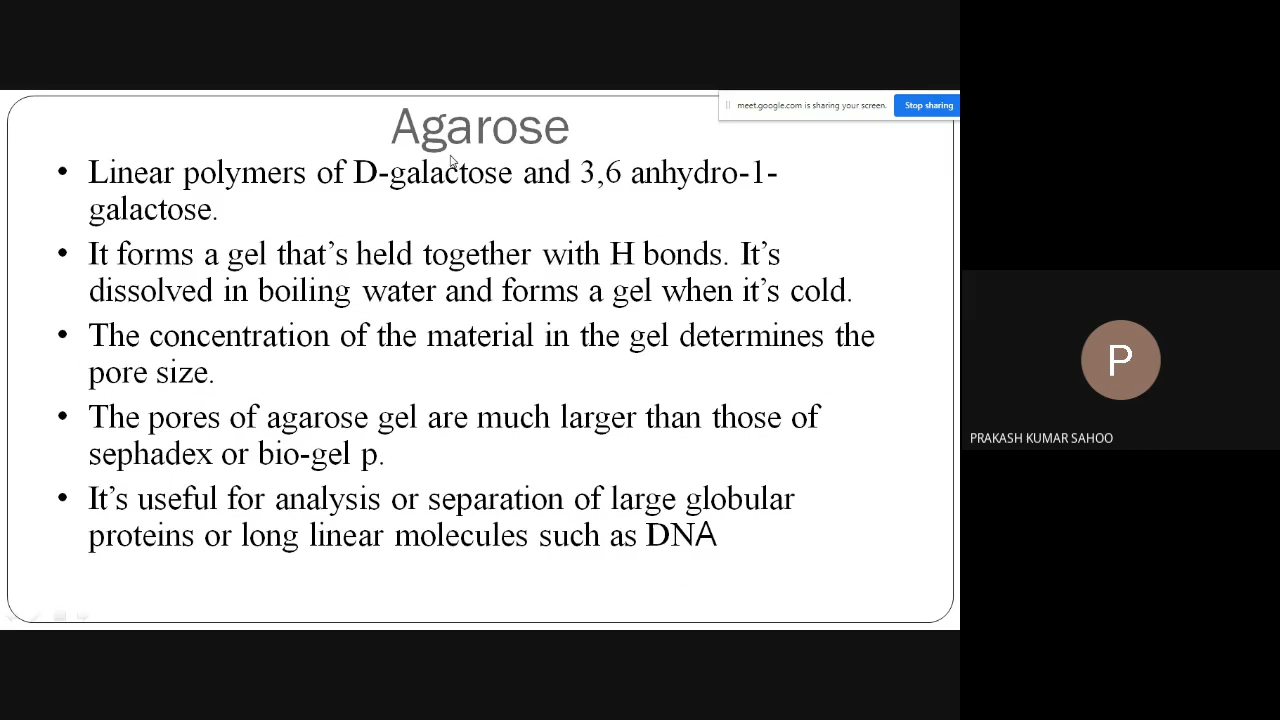 meet.google.com is sharing your screen.
Stop sharing
Agarose
• Linear polymers of D-galactose and 3,6 anhydro-1-
galactose.
• It forms a gel that’s held together with H bonds. It’s
dissolved in boiling water and forms a gel when it’s cold.
• The concentration of the material in the gel determines the
pore size.
• The pores of agarose gel are much larger than those of
sephadex or bio-gel p.
• It’s useful for analysis or separation of large globular
proteins or long linear molecules such as DNA
P
PRAKASH KUMAR SAHOO